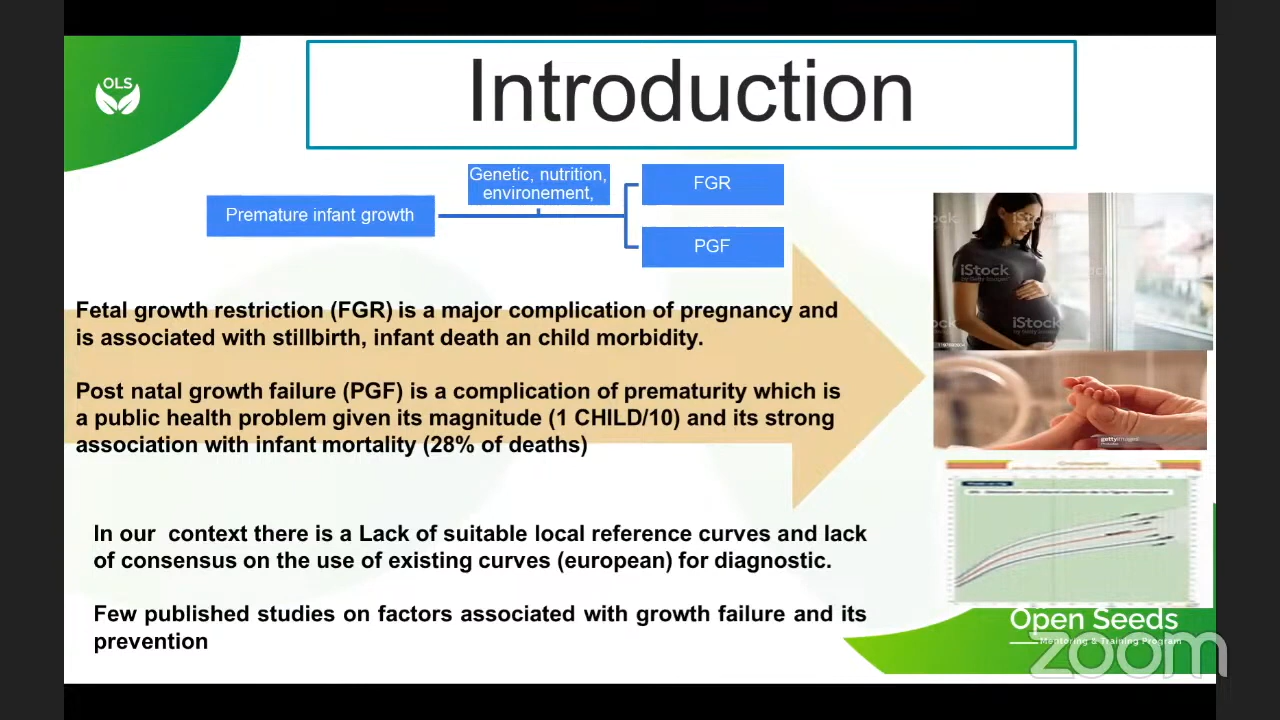 OLS
Introduction
Genetic, nutrition,
environement,
Premature infant growth
FGR
PGF
iStock
iStock
Fetal growth restriction (FGR) is a major complication of pregnancy and
is associated with stillbirth, infant death an child morbidity.
Post natal growth failure (PGF) is a complication of prematurity which is
a public health problem given its magnitude (1 CHILD/10) and its strong
association with infant mortality (28% of deaths)
gettyimages
In our context there is a Lack of suitable local reference curves and lack
of consensus on the use of existing curves (european) for diagnostic.
Few published studies on factors associated with growth failure and its
prevention
Open Seeds
Mentoring & Training Program
zoom